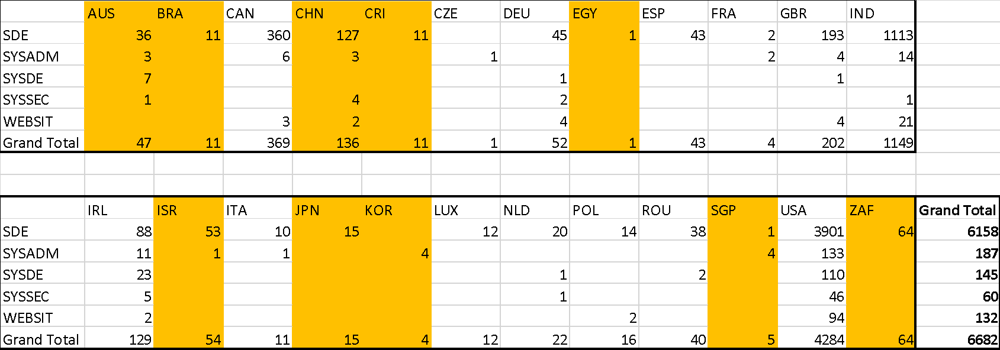 AUS BRA CAN CHN CRI CZE DEU EGY ESP FRA GBR IND
SDE 36 11 360 127 11 45 1 43 2 193 1113
SYSADM 3 6 3 1 2 4 14
SYSDE 7 1 1
SYSSEC 1 4 2 1
WEBSIT 3 2 4 4 21
Grand Total 47 11 369 136 11 1 52 1 43 4 202 1149
IRL ISR ITA JPN KOR LUX NLD POL ROU SGP USA ZAF Grand Total
SDE 88 53 10 15 12 20 14 38 1 3901 64 6158
SYSADM 11 1 1 4 4 133 187
SYSDE 23 1 2 110 145
SYSSEC 5 1 46 60
WEBSIT 2 2 94 132
Grand Total 129 54 11 15 4 12 22 16 40 5 4284 64 6682